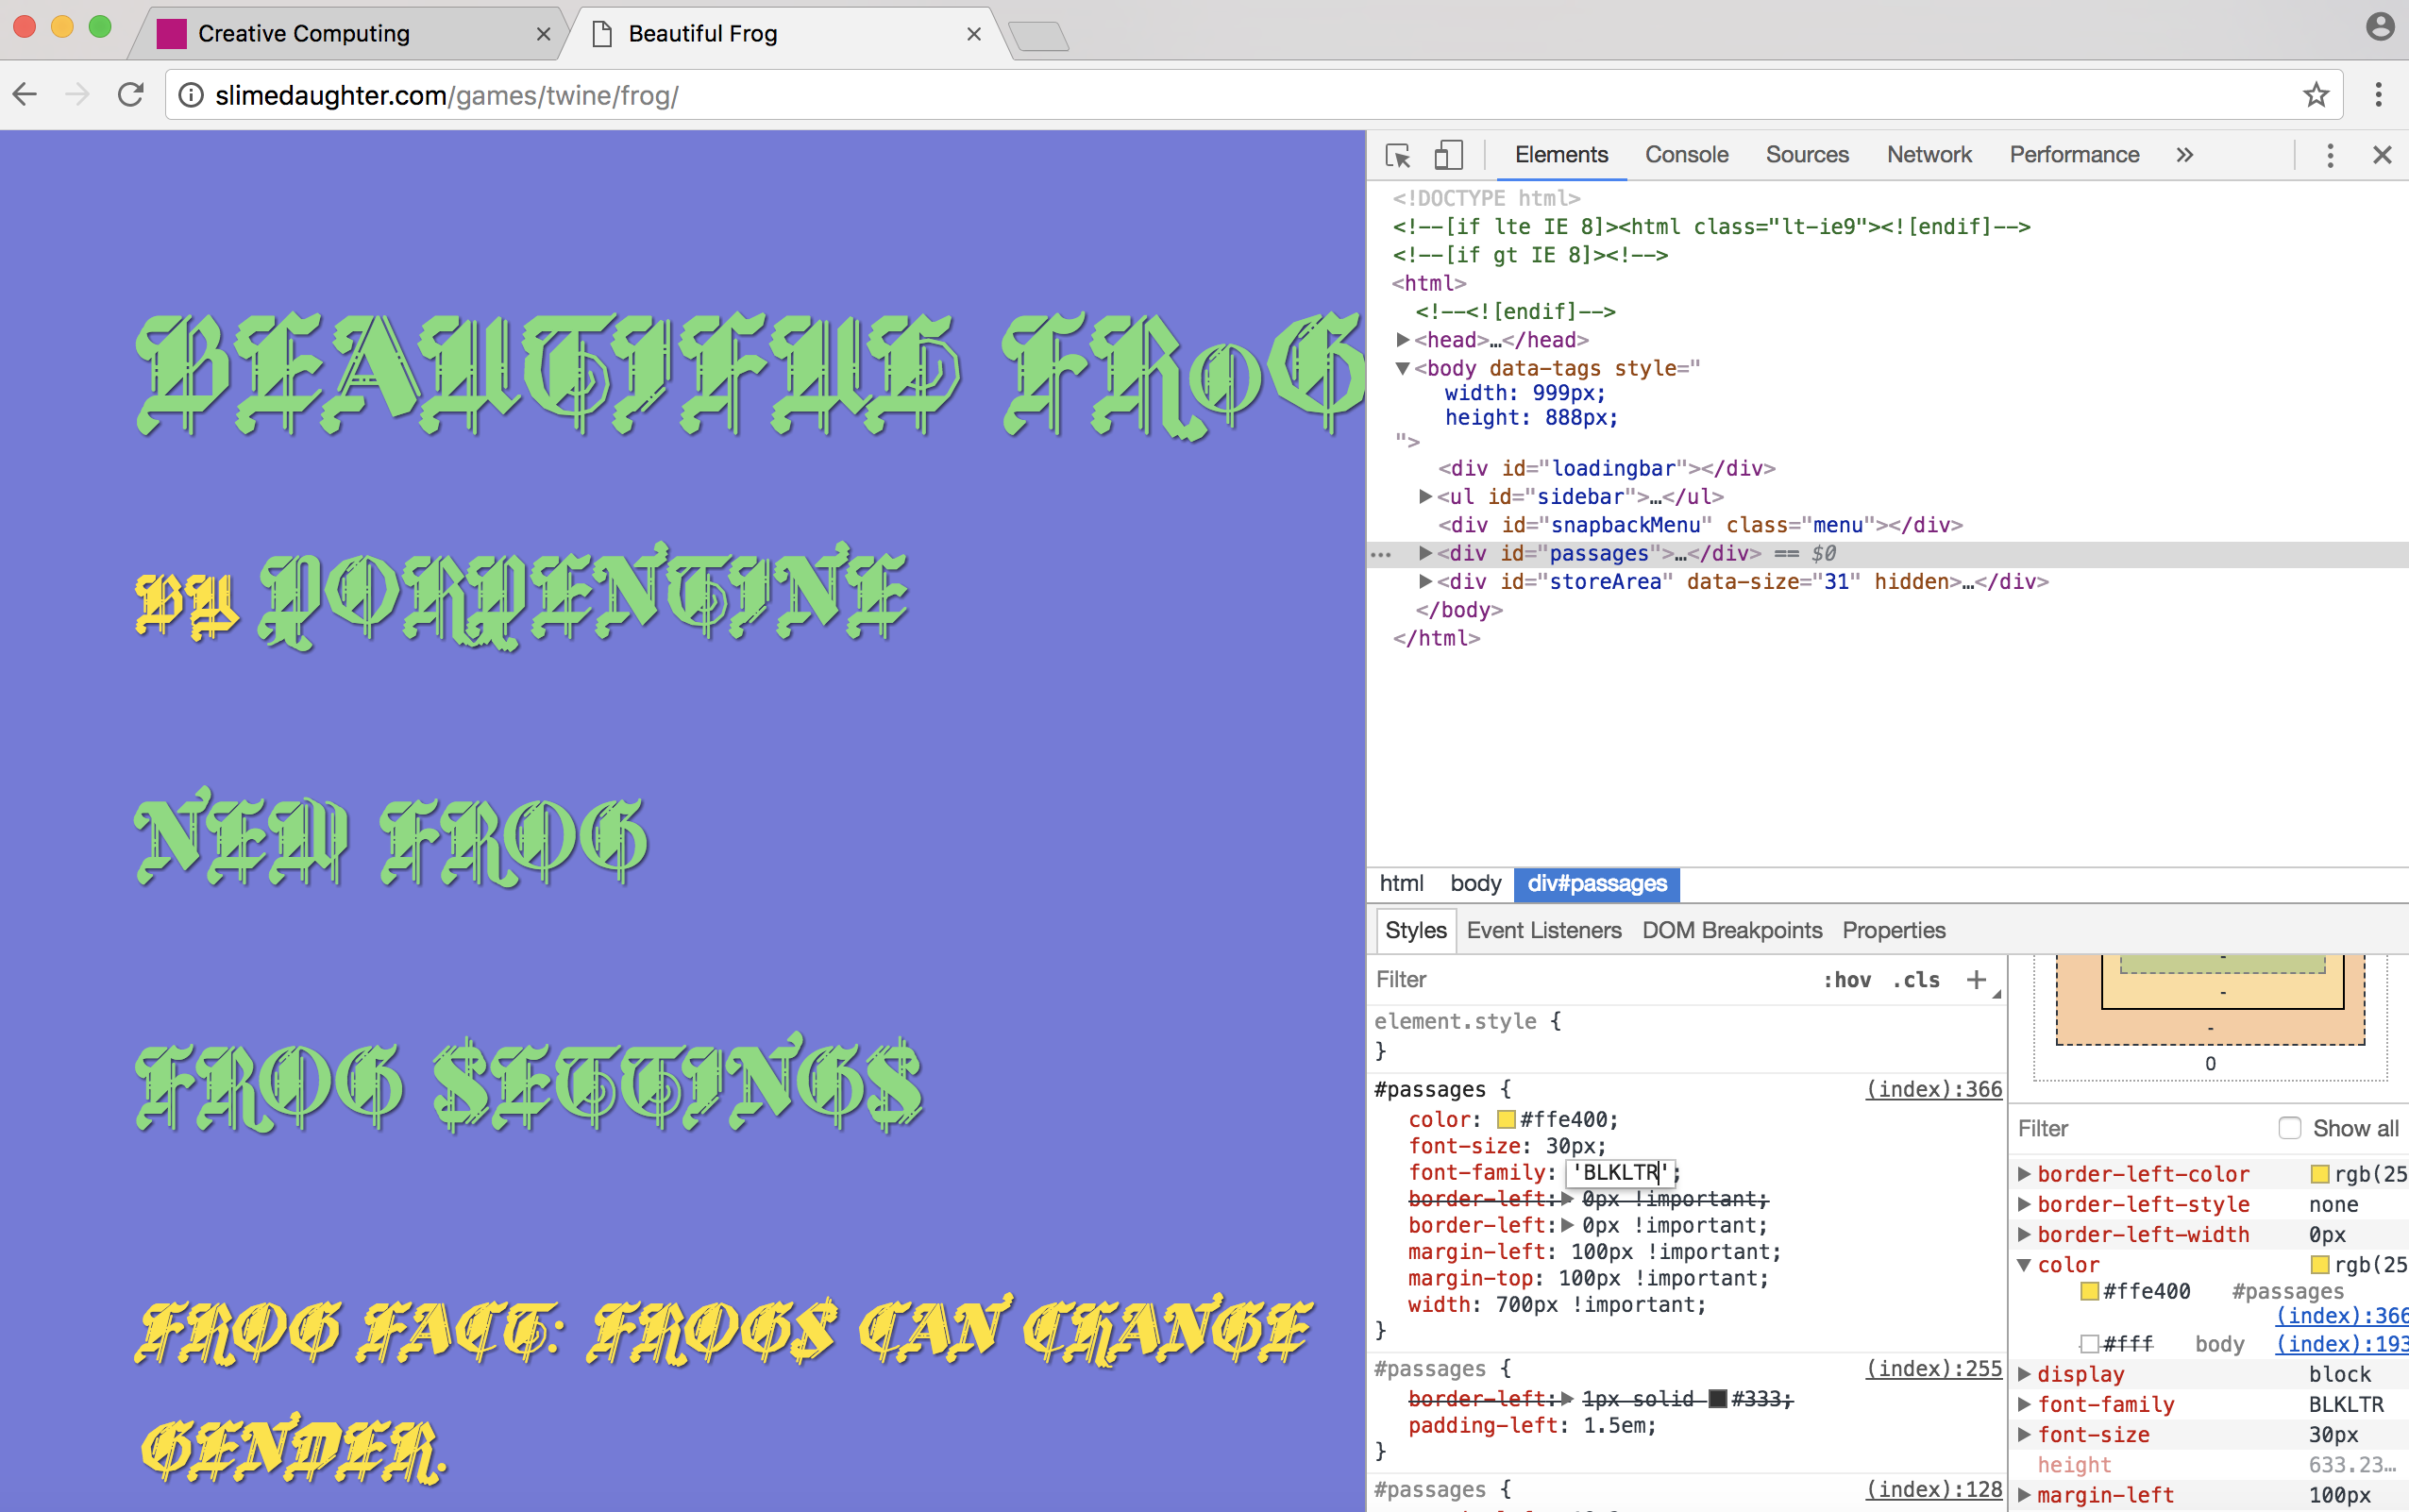 Creative Computing
Beautiful Frog
slimedaughter.com/games/twine/frog/
BEAUTIFUL FRoG
BY PORPENTINE
NEW FROG
FROG SETTINGS
FROG FACT: FROGS CAN CHANGE
GENDER.
Elements Console Sources Network Performance »
<!DOCTYPE html>
<!--[if lte IE 8]><html class="lt-ie9"><![endif]-->
<!--[if gt IE 8]><!-->
<html>
<!--<![endif]-->
<head>…</head>
<body data-tags style="
width: 999px;
height: 888px;
">
<div id="loadingbar"></div>
<ul id="sidebar">…</ul>
<div id="snapbackMenu" class="menu"></div>
<div id="passages">…</div> == $0
<div id="storeArea" data-size="31" hidden>…</div>
</body>
</html>
html body div#passages
Styles Event Listeners DOM Breakpoints Properties
Filter :hov .cls +
element.style {
}
#passages { (index):366
color: #ffe400;
font-size: 30px;
font-family: 'BLKLTR';
border-left: 0px !important;
border-left: 0px !important;
margin-left: 100px !important;
margin-top: 100px !important;
width: 700px !important;
}
#passages { (index):255
border-left: 1px solid #333;
padding-left: 1.5em;
}
#passages { (index):128
-
-
-
0
Filter Show all
border-left-color rgb(25
border-left-style none
border-left-width 0px
color rgb(25
#ffe400 #passages
(index):366
#fff body (index):193
display block
font-family BLKLTR
font-size 30px
height 633.23…
margin-left 100px